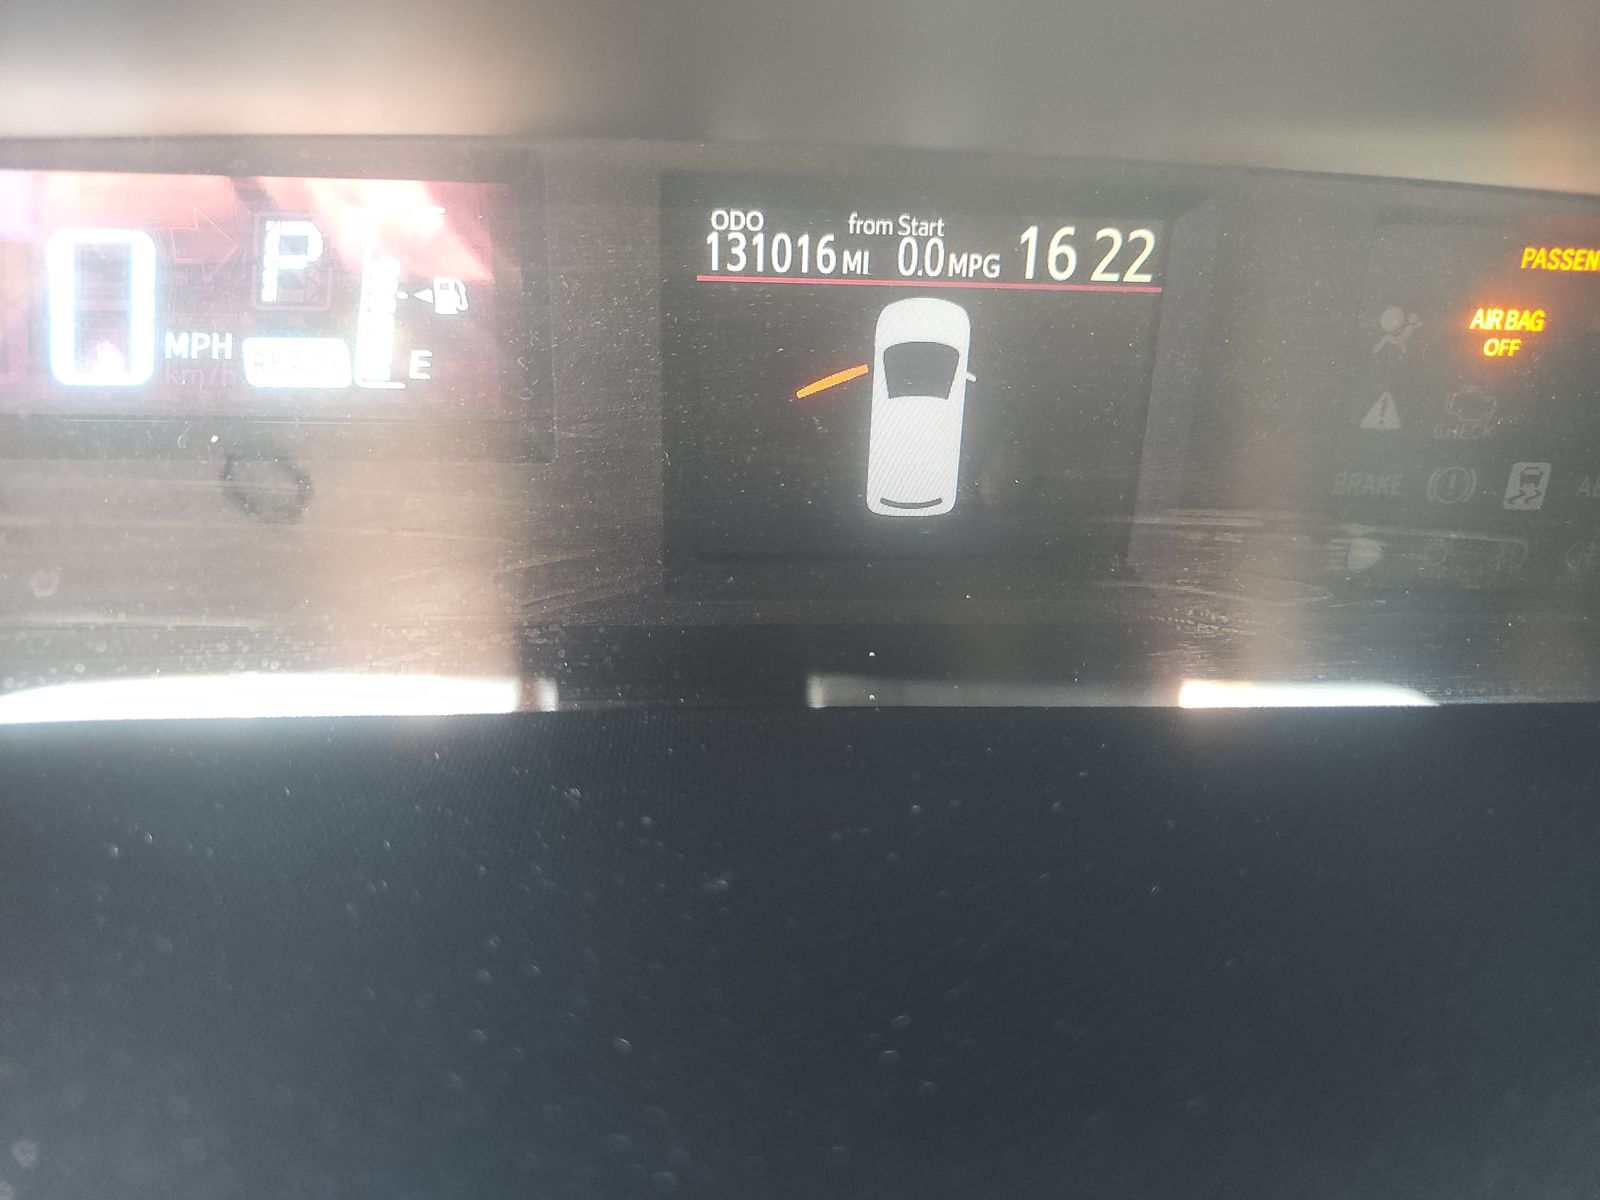 ODO from Start
131016 MI 0.0 MPG 16 22
0 MPH km/h
P
READY
E
PASSEN
AIR BAG
OFF
CHECK
BRAKE